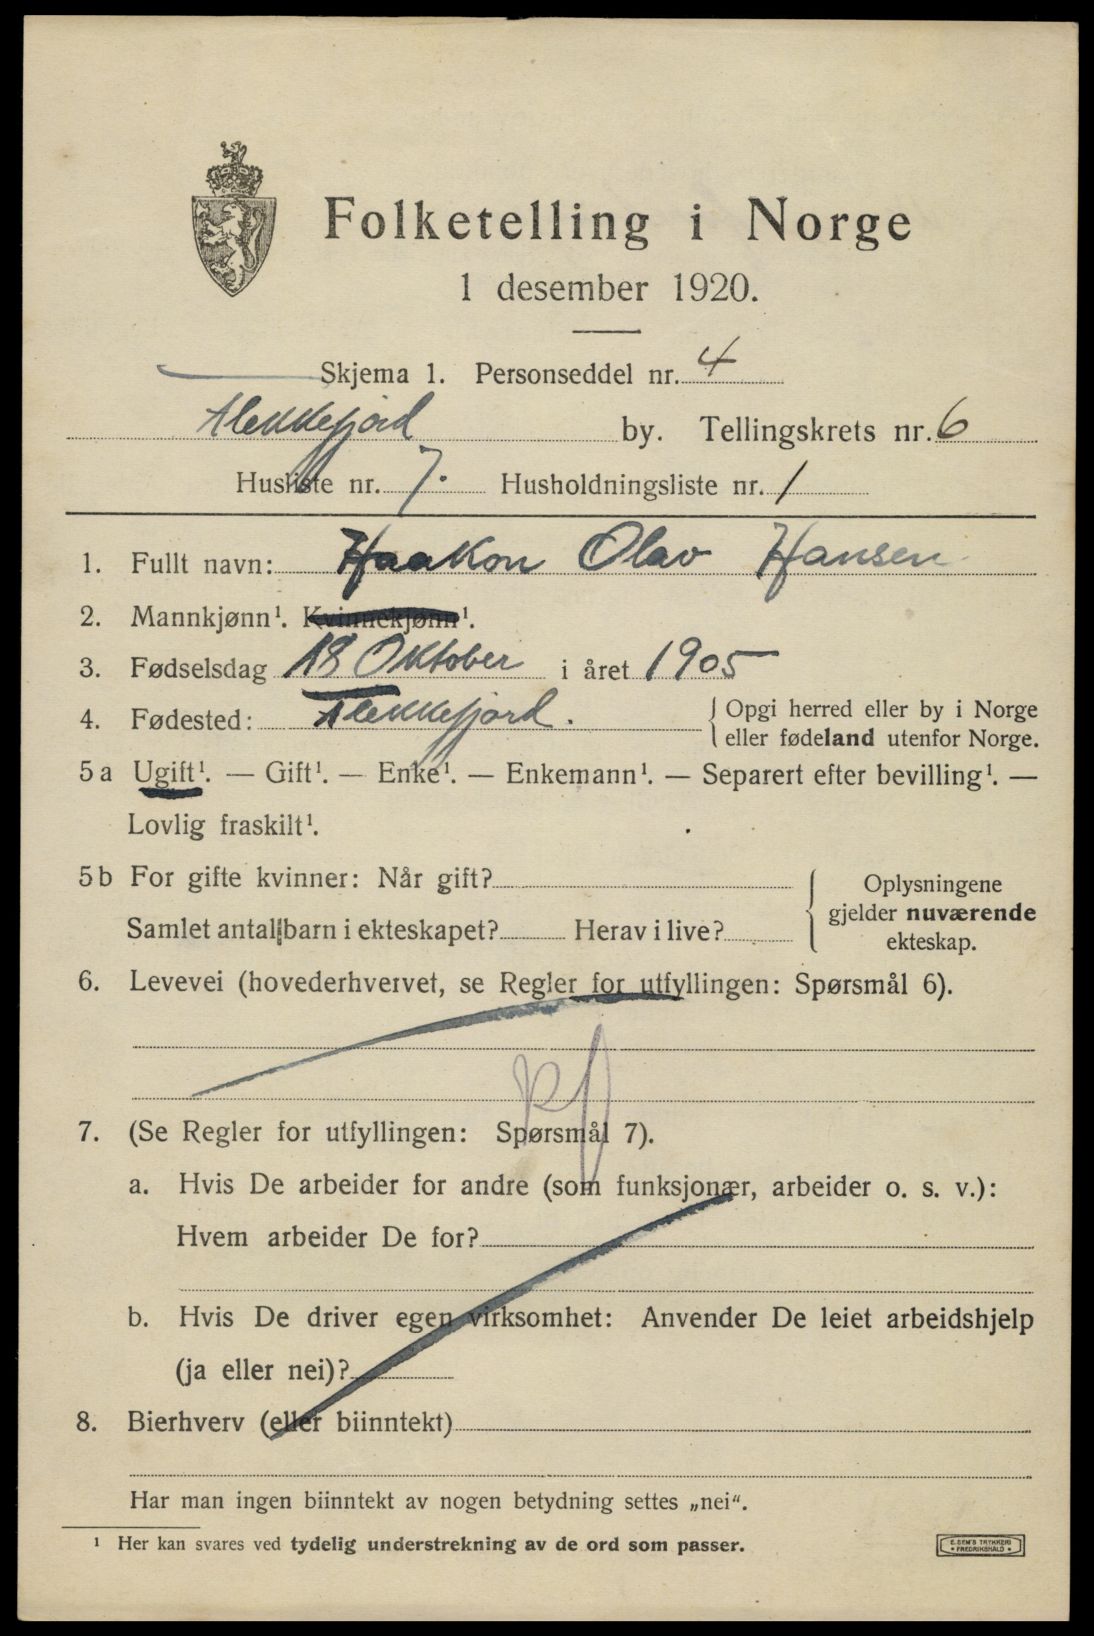 Folketelling i Norge
1 desember 1920.
Skjema 1. Personseddel nr. 4
Flekkefjord by. Tellingskrets nr. 6
Husliste nr. 7. Husholdningsliste nr. 1
1. Fullt navn: Haakon Olav Hansen
2. Mannkjønn¹. Kvinnekjønn¹.
3. Fødselsdag 18 Oktober i året 1905
4. Fødested: Flekkefjord. { Opgi herred eller by i Norge
eller fødeland utenfor Norge.
5a Ugift¹. — Gift¹. — Enke¹. — Enkemann¹. — Separert efter bevilling¹. —
Lovlig fraskilt¹.
5b For gifte kvinner: Når gift?
Samlet antall barn i ekteskapet? Herav i live?
Oplysningene
gjelder nuværende
ekteskap.
6. Levevei (hovederhvervet, se Regler for utfyllingen: Spørsmål 6).
7. (Se Regler for utfyllingen: Spørsmål 7).
a. Hvis De arbeider for andre (som funksjonær, arbeider o. s. v.):
Hvem arbeider De for?
b. Hvis De driver egen virksomhet: Anvender De leiet arbeidshjelp
(ja eller nei)?
8. Bierhverv (eller biinntekt)
Har man ingen biinntekt av nogen betydning settes „nei“.
¹ Her kan svares ved tydelig understrekning av de ord som passer.
E. SEM'S TRYKKERI
• FREDRIKSHALD •